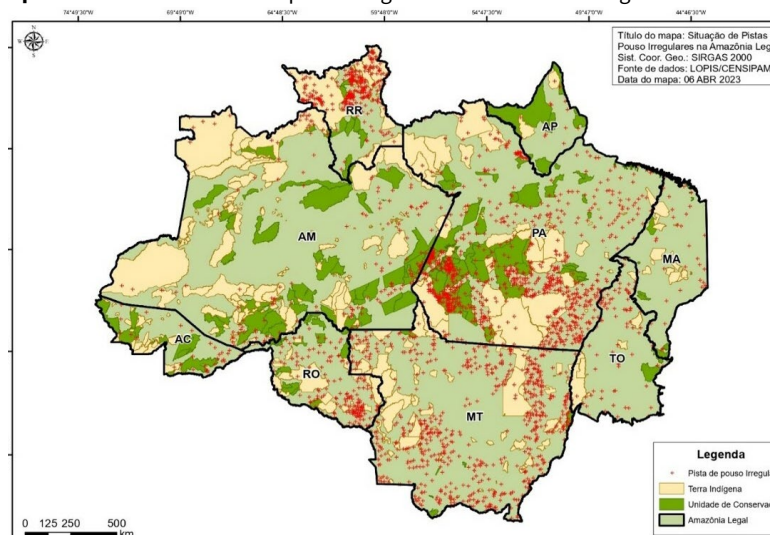 74°49'30"W 69°49'0"W 64°48'30"W 59°48'0"W 54°47'30"W 49°47'0"W 44°46'30"W
Título do mapa: Situação de Pistas
Pouso Irregulares na Amazônia Leg
Sist. Coor. Geo.: SIRGAS 2000
Fonte de dados: LOPIS/CENSIPAM
Data do mapa: 06 ABR 2023
N
RR
AP
AM
PA
MA
AC
RO
TO
MT
Legenda
Pista de pouso Irregul
Terra Indígena
Unidade de Conserva
Amazônia Legal
0 125 250 500
km